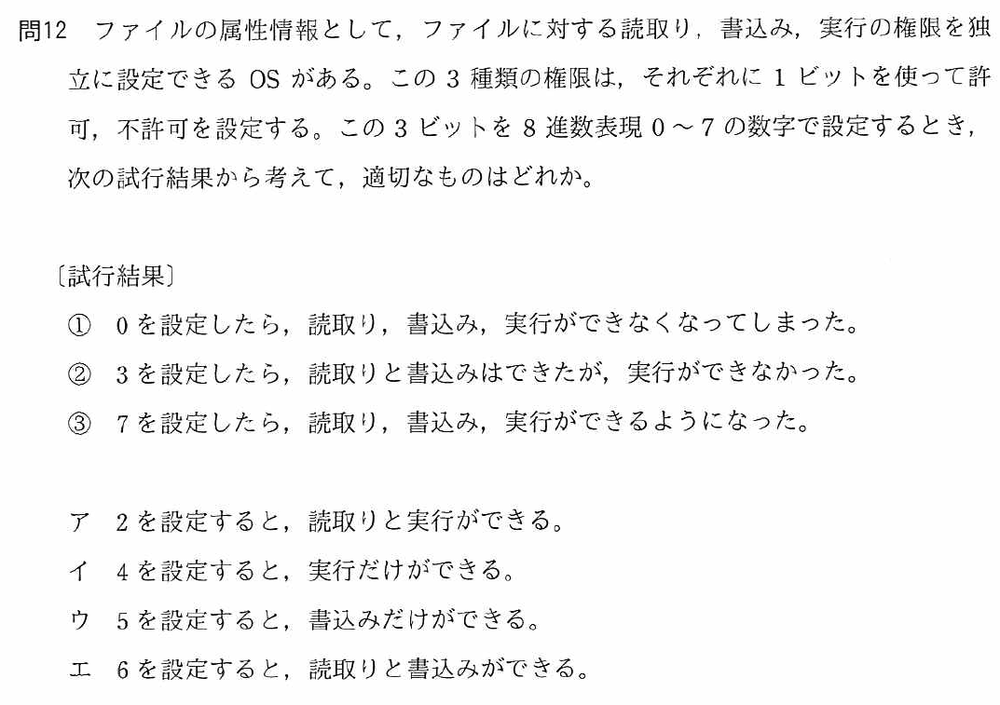 問12 ファイルの属性情報として，ファイルに対する読取り，書込み，実行の権限を独
立に設定できる OS がある。この 3 種類の権限は，それぞれに 1 ビットを使って許
可，不許可を設定する。この 3 ビットを 8 進数表現 0 ～ 7 の数字で設定するとき，
次の試行結果から考えて，適切なものはどれか。
〔試行結果〕
① 0 を設定したら，読取り，書込み，実行ができなくなってしまった。
② 3 を設定したら，読取りと書込みはできたが，実行ができなかった。
③ 7 を設定したら，読取り，書込み，実行ができるようになった。
ア 2 を設定すると，読取りと実行ができる。
イ 4 を設定すると，実行だけができる。
ウ 5 を設定すると，書込みだけができる。
エ 6 を設定すると，読取りと書込みができる。